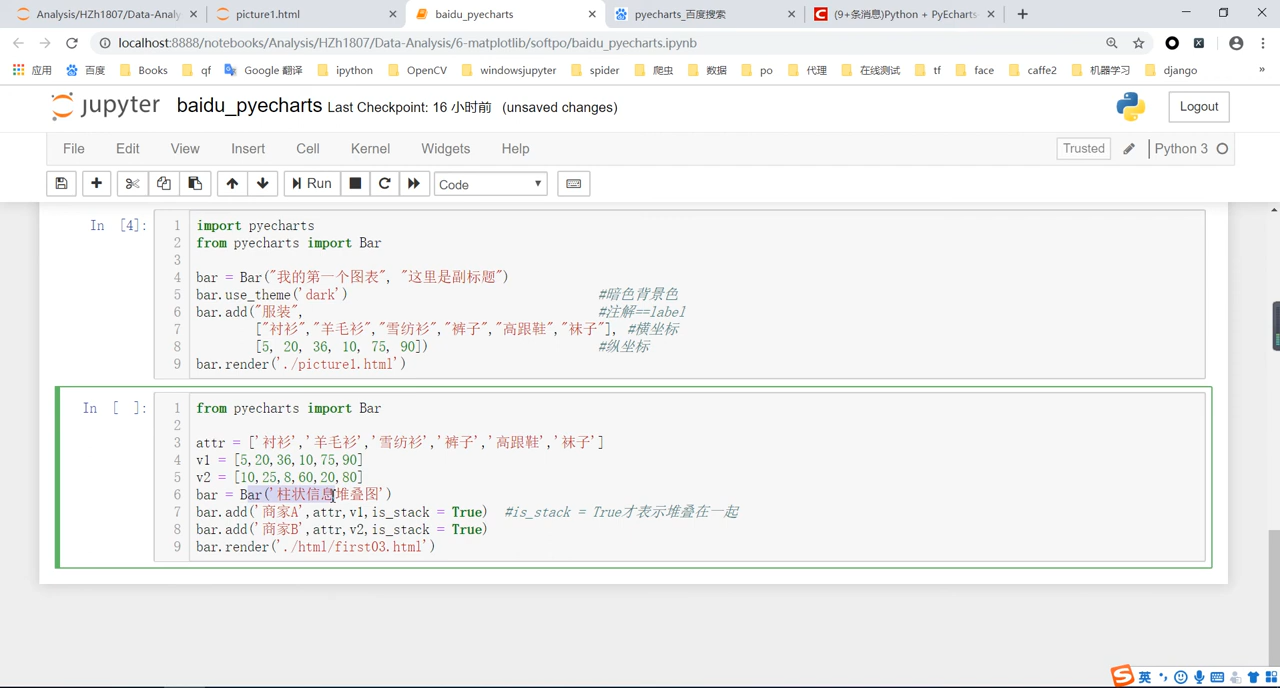 Analysis/HZh1807/Data-Analy
picture1.html
baidu_pyecharts
pyecharts_百度搜索
(9+条消息)Python + PyEcharts
localhost:8888/notebooks/Analysis/HZh1807/Data-Analysis/6-matplotlib/softpo/baidu_pyecharts.ipynb
应用 百度 Books qf Google 翻译 ipython OpenCV windowsjupyter spider 爬虫 数据 po 代理 在线测试 tf face caffe2 机器学习 django »
jupyter baidu_pyecharts Last Checkpoint: 16 小时前 (unsaved changes) Logout
File Edit View Insert Cell Kernel Widgets Help Trusted Python 3
Run Code
In [4]:
1 import pyecharts
2 from pyecharts import Bar
3
4 bar = Bar("我的第一个图表", "这里是副标题")
5 bar.use_theme('dark') #暗色背景色
6 bar.add("服装", #注解==label
7 ["衬衫","羊毛衫","雪纺衫","裤子","高跟鞋","袜子"], #横坐标
8 [5, 20, 36, 10, 75, 90]) #纵坐标
9 bar.render('./picture1.html')
In [ ]:
1 from pyecharts import Bar
2
3 attr = ['衬衫','羊毛衫','雪纺衫','裤子','高跟鞋','袜子']
4 v1 = [5,20,36,10,75,90]
5 v2 = [10,25,8,60,20,80]
6 bar = Bar('柱状信息堆叠图')
7 bar.add('商家A',attr,v1,is_stack = True) #is_stack = True才表示堆叠在一起
8 bar.add('商家B',attr,v2,is_stack = True)
9 bar.render('./html/first03.html')
英